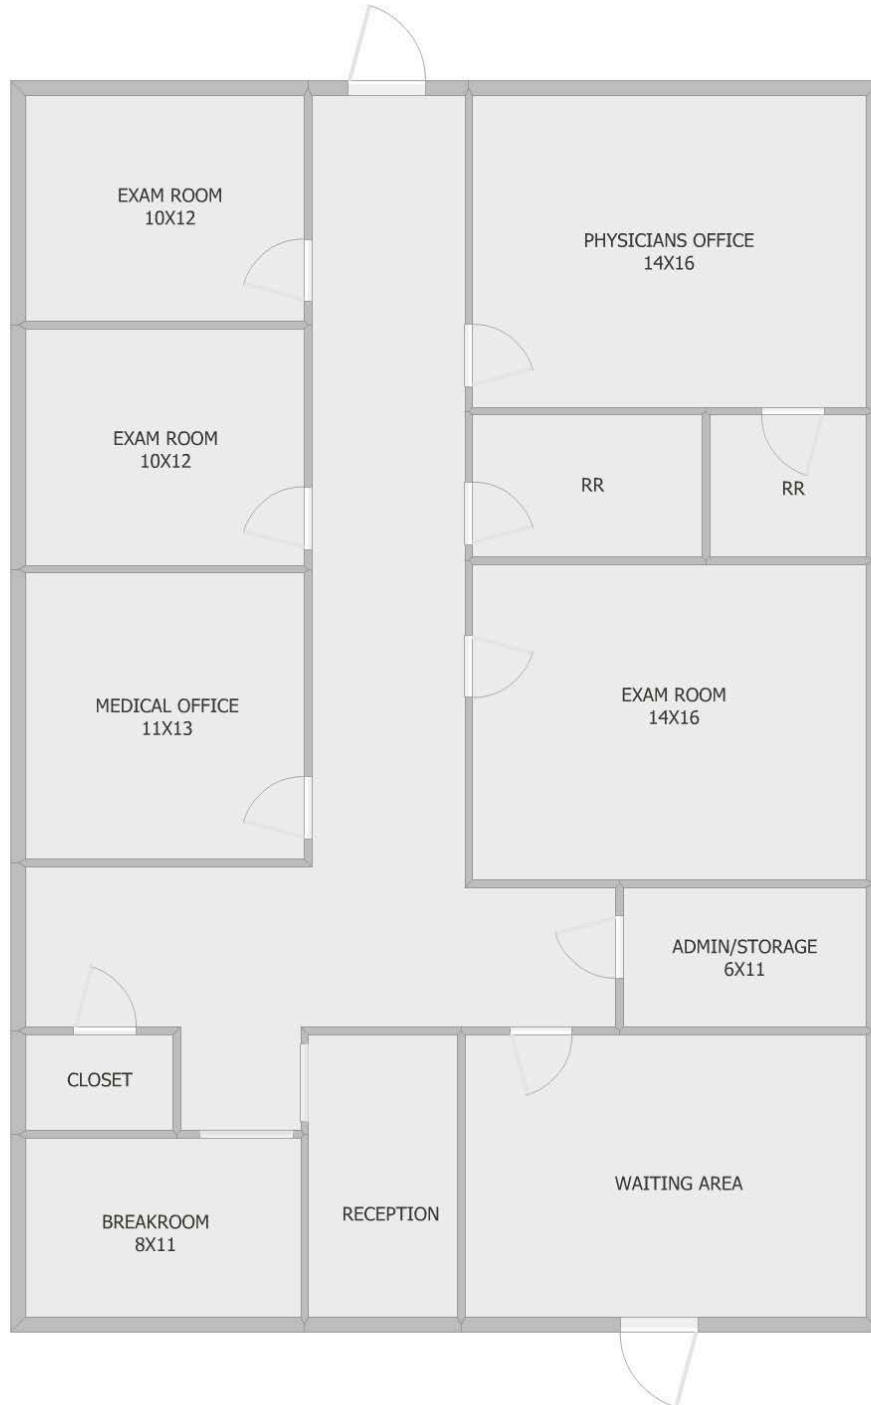 EXAM ROOM
10X12
PHYSICIANS OFFICE
14X16
EXAM ROOM
10X12
RR
RR
MEDICAL OFFICE
11X13
EXAM ROOM
14X16
ADMIN/STORAGE
6X11
CLOSET
WAITING AREA
RECEPTION
BREAKROOM
8X11